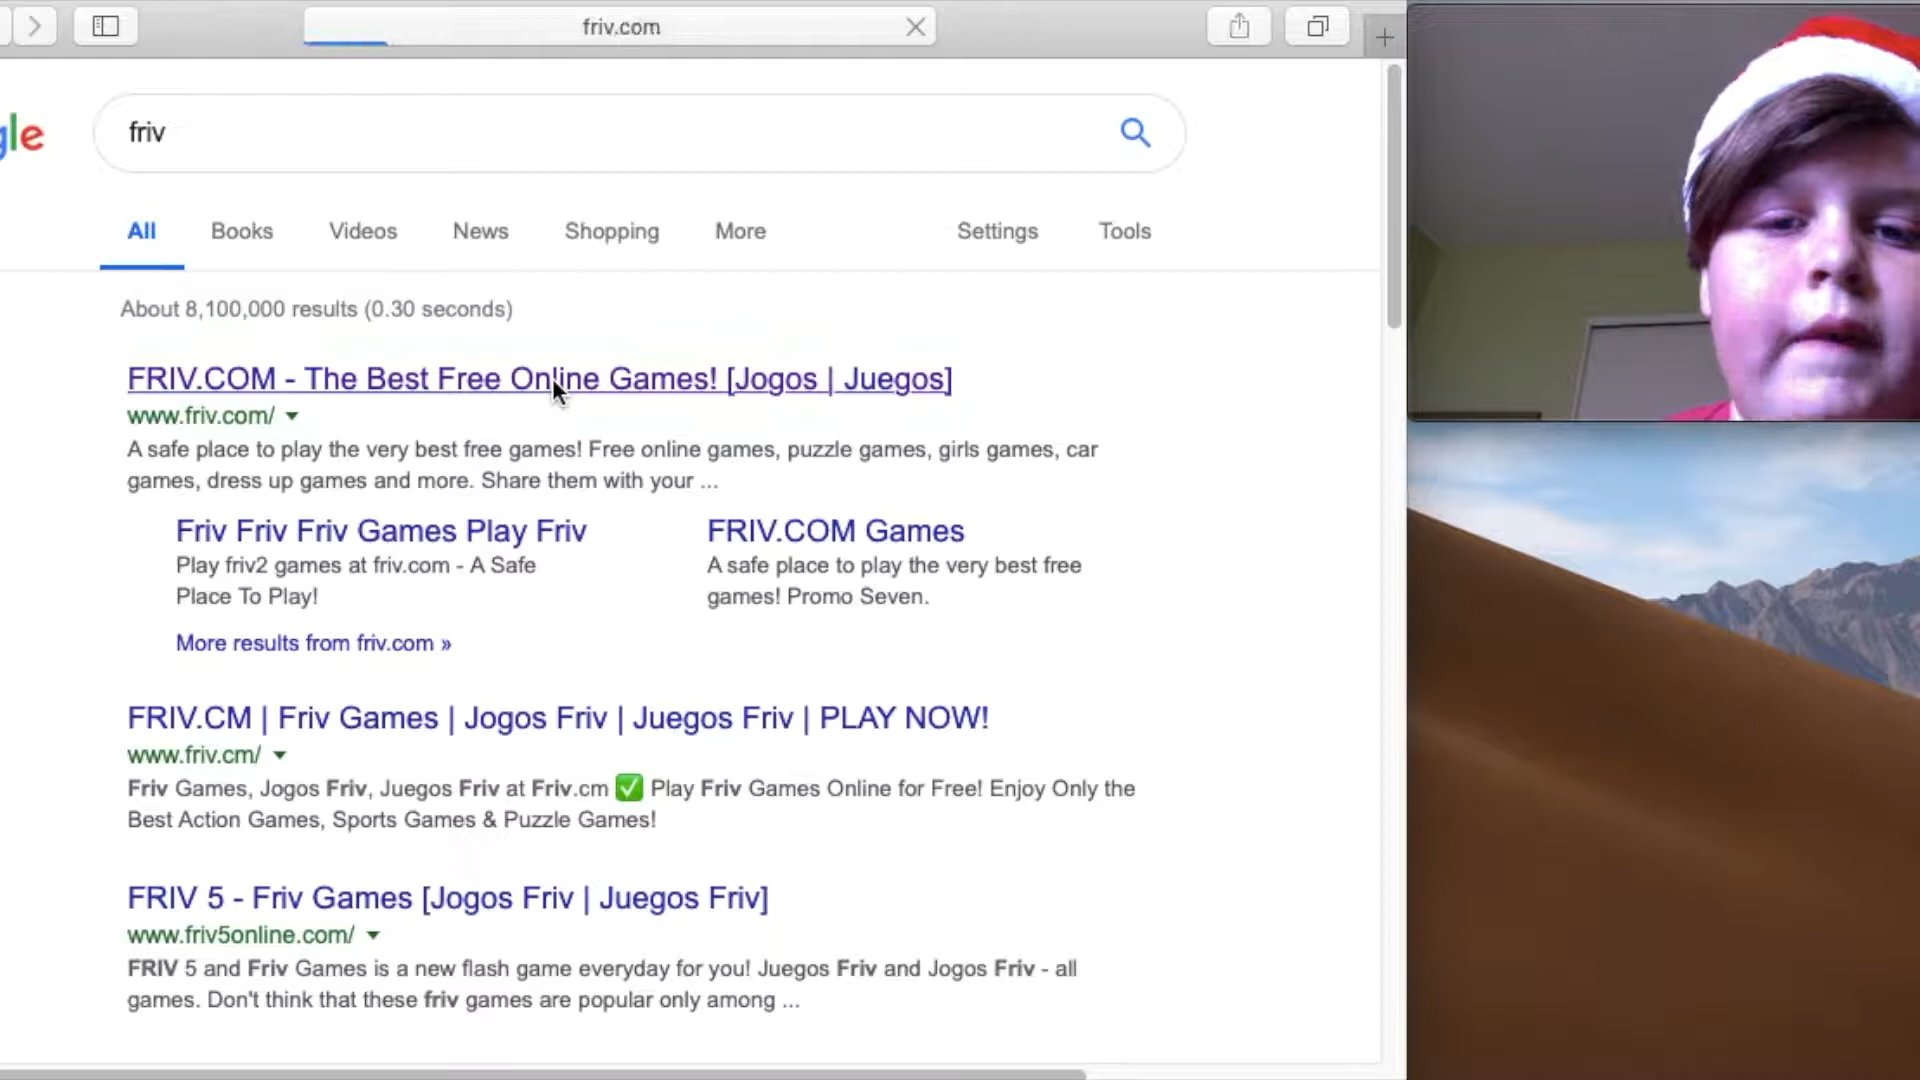 friv.com
gle
friv
All Books Videos News Shopping More Settings Tools
About 8,100,000 results (0.30 seconds)
FRIV.COM - The Best Free Online Games! [Jogos | Juegos]
www.friv.com/
A safe place to play the very best free games! Free online games, puzzle games, girls games, car
games, dress up games and more. Share them with your ...
Friv Friv Friv Games Play Friv
Play friv2 games at friv.com - A Safe
Place To Play!
FRIV.COM Games
A safe place to play the very best free
games! Promo Seven.
More results from friv.com »
FRIV.CM | Friv Games | Jogos Friv | Juegos Friv | PLAY NOW!
www.friv.cm/
Friv Games, Jogos Friv, Juegos Friv at Friv.cm ✅ Play Friv Games Online for Free! Enjoy Only the
Best Action Games, Sports Games & Puzzle Games!
FRIV 5 - Friv Games [Jogos Friv | Juegos Friv]
www.friv5online.com/
FRIV 5 and Friv Games is a new flash game everyday for you! Juegos Friv and Jogos Friv - all
games. Don't think that these friv games are popular only among ...